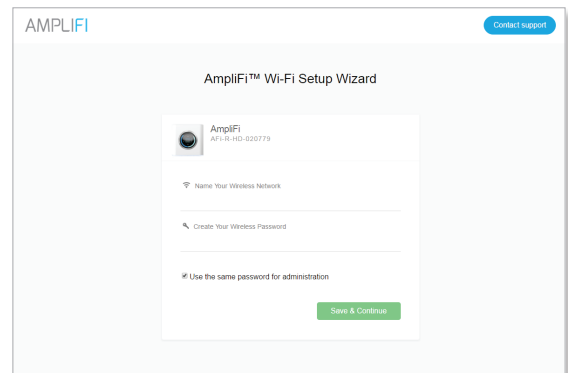 AMPLIFI
Contact support
AmpliFi™ Wi-Fi Setup Wizard
AmpliFi
AFI-R-HD-020779
Name Your Wireless Network
Create Your Wireless Password
Use the same password for administration
Save & Continue